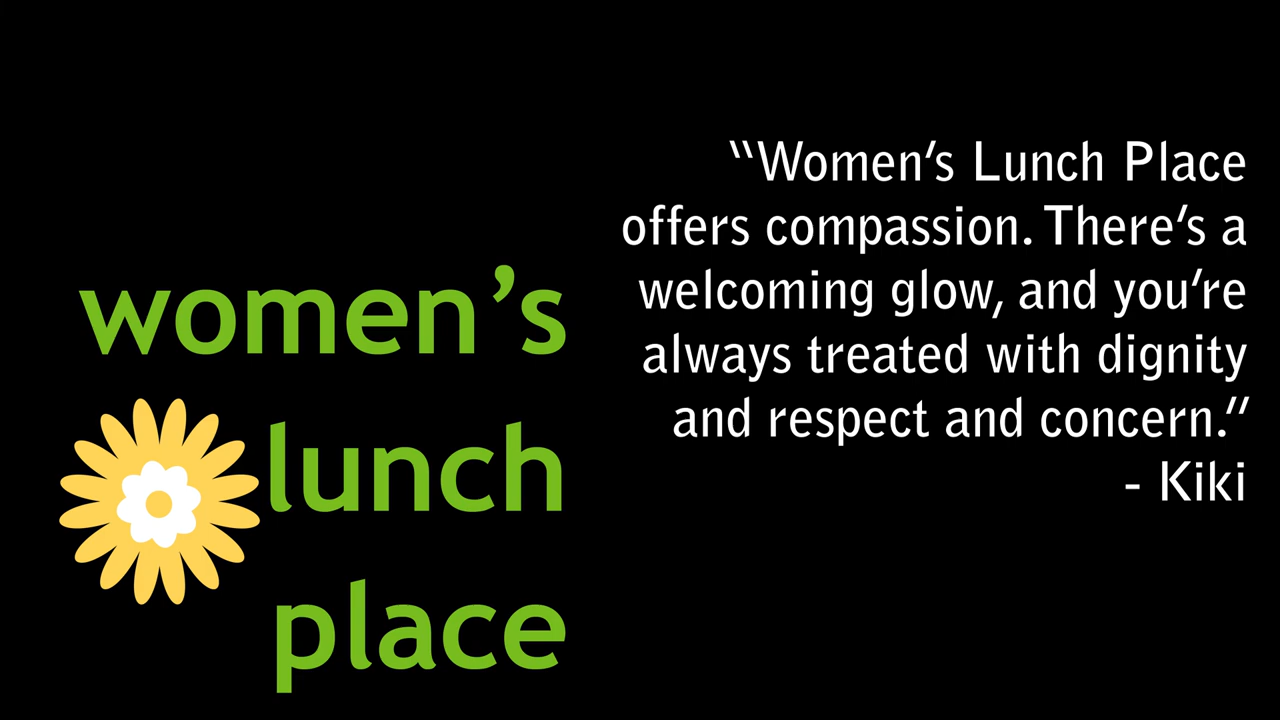 women’s
lunch
place
“Women’s Lunch Place
offers compassion. There’s a
welcoming glow, and you’re
always treated with dignity
and respect and concern.”
- Kiki